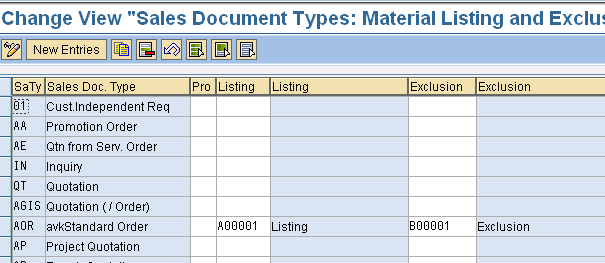 Change View "Sales Document Types: Material Listing and Exclus
New Entries
SaTy Sales Doc. Type Pro Listing Listing Exclusion Exclusion
01 Cust.Independent Req
AA Promotion Order
AE Qtn from Serv. Order
IN Inquiry
QT Quotation
AGIS Quotation ( / Order)
AOR avkStandard Order A00001 Listing B00001 Exclusion
AP Project Quotation